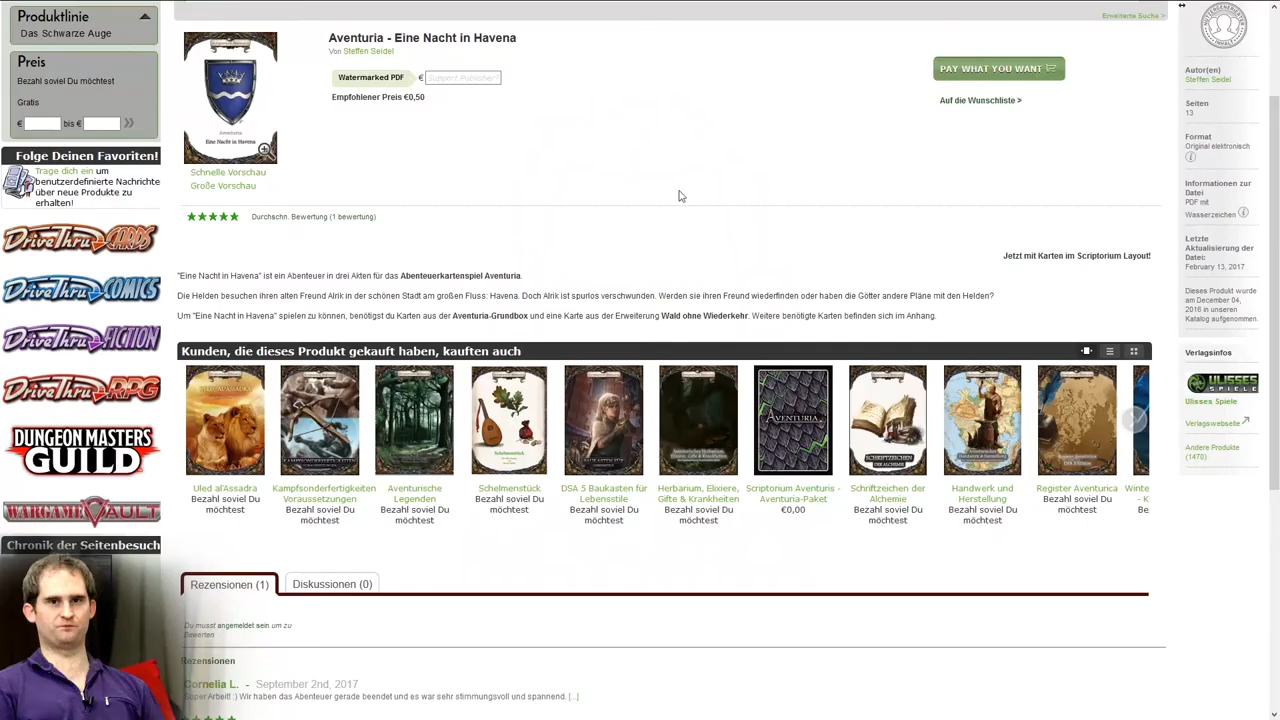 Produktlinie
Das Schwarze Auge
Preis
Bezahl soviel Du möchtest
Gratis
€ bis € »
Folge Deinen Favoriten!
Trage dich ein um
benutzerdefinierte Nachrichte
über neue Produkte zu
erhalten!
DriveThru CARDS
DriveThru COMICS
DriveThru FICTION
DriveThru RPG
DUNGEON MASTERS
GUILD
WARGAME VAULT
Chronik der Seitenbesuch
Erweiterte Suche >
Aventuria - Eine Nacht in Havena
Von Steffen Seidel
Watermarked PDF € Support Publisher!
Empfohlener Preis €0,50
PAY WHAT YOU WANT
Auf die Wunschliste >
Aventuria
Eine Nacht in Havena
Schnelle Vorschau
Große Vorschau
Durchschn. Bewertung (1 bewertung)
Jetzt mit Karten im Scriptorium Layout!
"Eine Nacht in Havena" ist ein Abenteuer in drei Akten für das Abenteuerkartenspiel Aventuria.
Die Helden besuchen ihren alten Freund Alrik in der schönen Stadt am großen Fluss: Havena. Doch Alrik ist spurlos verschwunden. Werden sie ihren Freund wiederfinden oder haben die Götter andere Pläne mit den Helden?
Um "Eine Nacht in Havena" spielen zu können, benötigst du Karten aus der Aventuria-Grundbox und eine Karte aus der Erweiterung Wald ohne Wiederkehr. Weitere benötigte Karten befinden sich im Anhang.
Kunden, die dieses Produkt gekauft haben, kauften auch
AVENTURIA
Uled al'Assadra
Bezahl soviel Du
möchtest
Kampfsonderfertigkeiten
Voraussetzungen
Bezahl soviel Du
möchtest
Aventurische
Legenden
Bezahl soviel Du
möchtest
Schelmenstück
Bezahl soviel Du
möchtest
DSA 5 Baukasten für
Lebensstile
Bezahl soviel Du
möchtest
Herbarium, Elixiere,
Gifte & Krankheiten
Bezahl soviel Du
möchtest
Scriptorium Aventuris -
Aventuria-Paket
€0,00
Schriftzeichen der
Alchemie
Bezahl soviel Du
möchtest
Handwerk und
Herstellung
Bezahl soviel Du
möchtest
Register Aventurica
Bezahl soviel Du
möchtest
Winte
- K
Be
Rezensionen (1)
Diskussionen (0)
Du musst angemeldet sein um zu
Bewerten
Rezensionen
Cornelia L. - September 2nd, 2017
Super Arbeit! :) Wir haben das Abenteuer gerade beendet und es war sehr stimmungsvoll und spannend. [...]
Autor(en)
Steffen Seidel
Seiten
13
Format
Original elektronisch
Informationen zur
Datei
PDF mit
Wasserzeichen
Letzte
Aktualisierung der
Datei:
February 13, 2017
Dieses Produkt wurde
am December 04,
2016 in unseren
Katalog aufgenommen.
Verlagsinfos
ULISSES
SPIELE
Ulisses Spiele
Verlagswebseite
Andere Produkte
(1470)